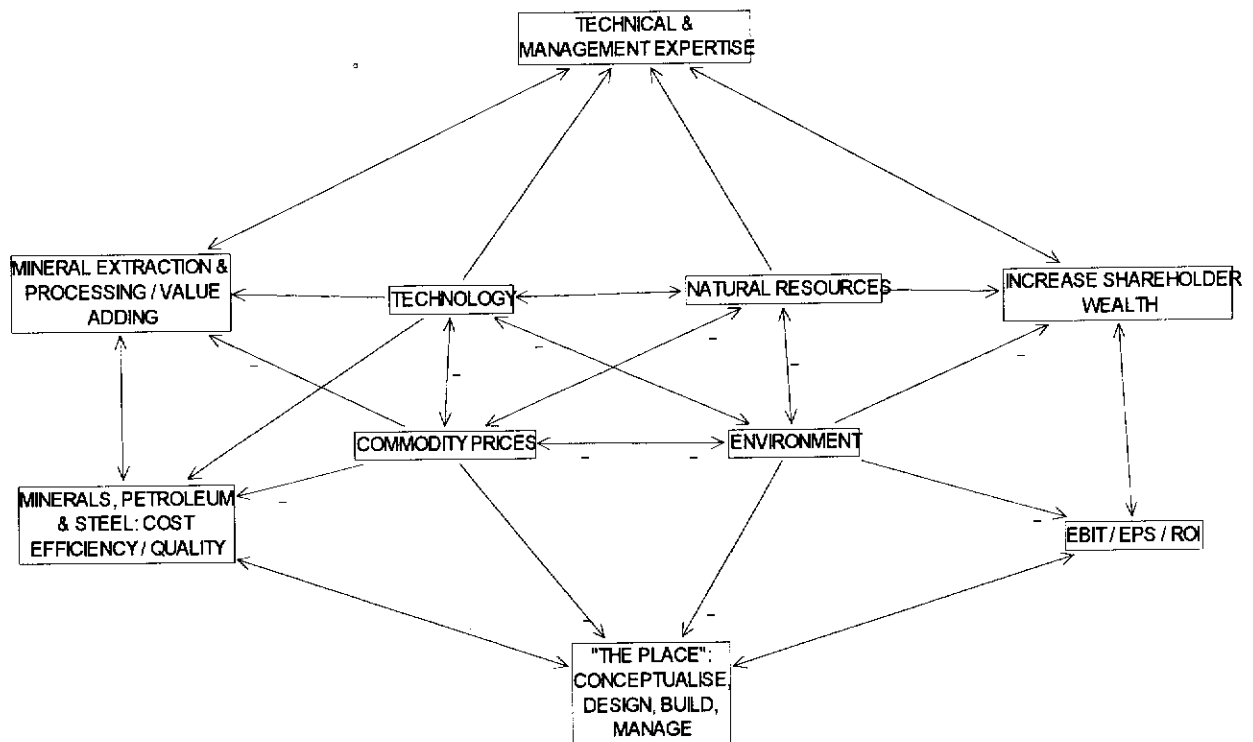 TECHNICAL &
MANAGEMENT EXPERTISE
MINERAL EXTRACTION &
PROCESSING / VALUE
ADDING
TECHNOLOGY
NATURAL RESOURCES
INCREASE SHAREHOLDER
WEALTH
COMMODITY PRICES
ENVIRONMENT
MINERALS, PETROLEUM
& STEEL: COST
EFFICIENCY / QUALITY
EBIT / EPS / ROI
"THE PLACE":
CONCEPTUALISE,
DESIGN, BUILD,
MANAGE